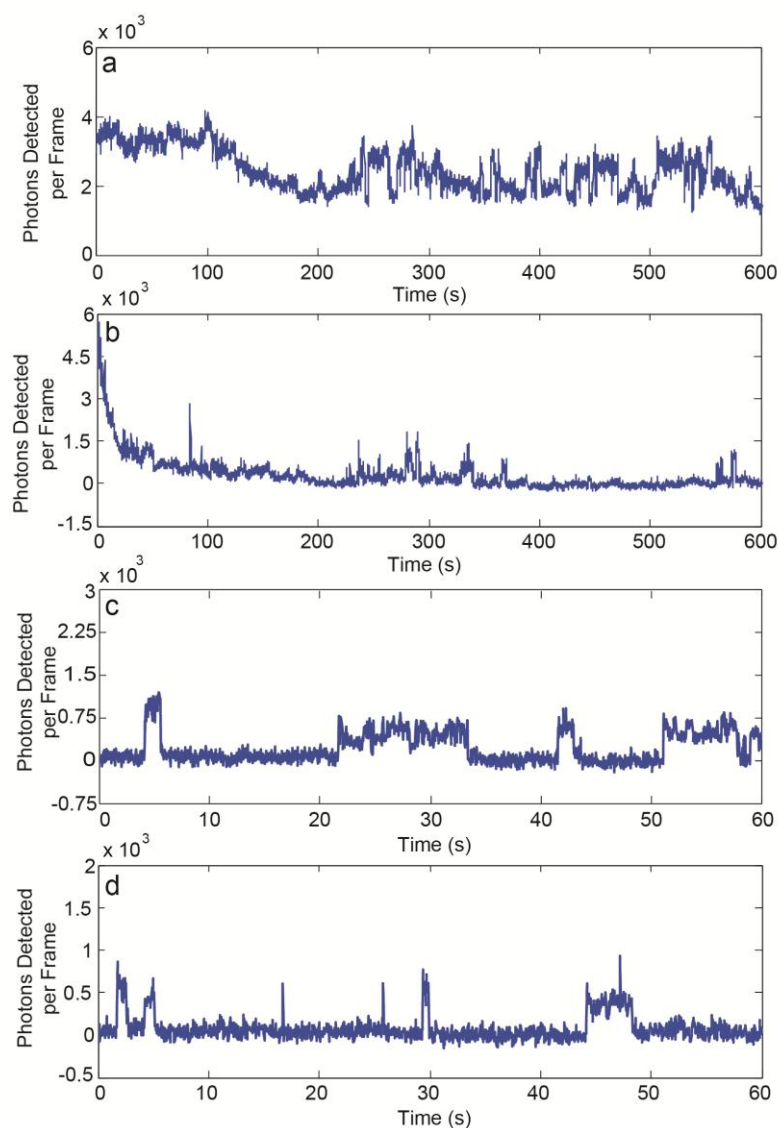 x 10³
6
a
4
2
0
Photons Detected
per Frame
0 100 200 300 400 500 600
Time (s)
x 10³
6
b
4.5
3
1.5
0
-1.5
Photons Detected
per Frame
0 100 200 300 400 500 600
Time (s)
x 10³
3
c
2.25
1.5
0.75
0
-0.75
Photons Detected
per Frame
0 10 20 30 40 50 60
Time (s)
x 10³
2
d
1.5
1
0.5
0
-0.5
Photons Detected
per Frame
0 10 20 30 40 50 60
Time (s)